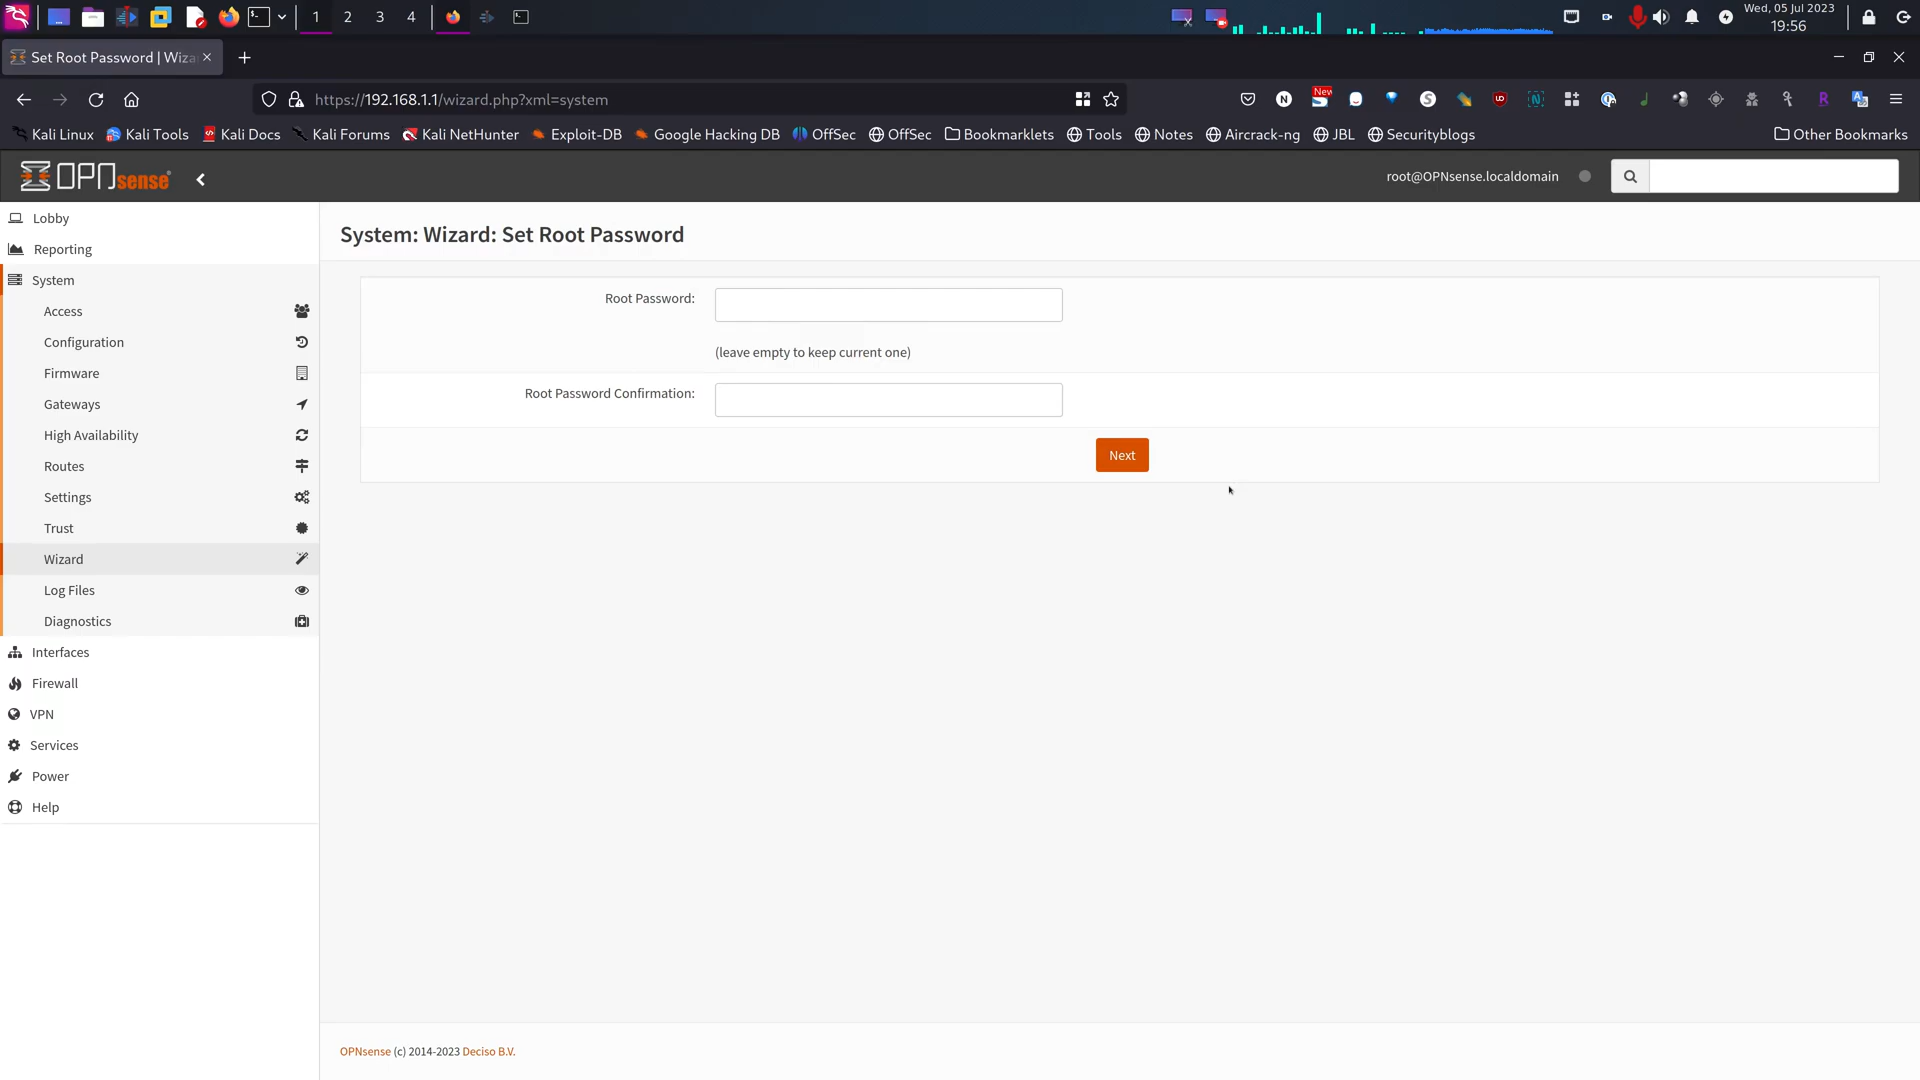 1
2
3
4
Wed, 05 Jul 2023
19:56
Set Root Password | Wiza
https://192.168.1.1/wizard.php?xml=system
New
Kali Linux
Kali Tools
Kali Docs
Kali Forums
Kali NetHunter
Exploit-DB
Google Hacking DB
OffSec
OffSec
Bookmarklets
Tools
Notes
Aircrack-ng
JBL
Securityblogs
Other Bookmarks
OPNsense
root@OPNsense.localdomain
Lobby
Reporting
System
Access
Configuration
Firmware
Gateways
High Availability
Routes
Settings
Trust
Wizard
Log Files
Diagnostics
Interfaces
Firewall
VPN
Services
Power
Help
System: Wizard: Set Root Password
Root Password:
(leave empty to keep current one)
Root Password Confirmation:
Next
OPNsense (c) 2014-2023 Deciso B.V.